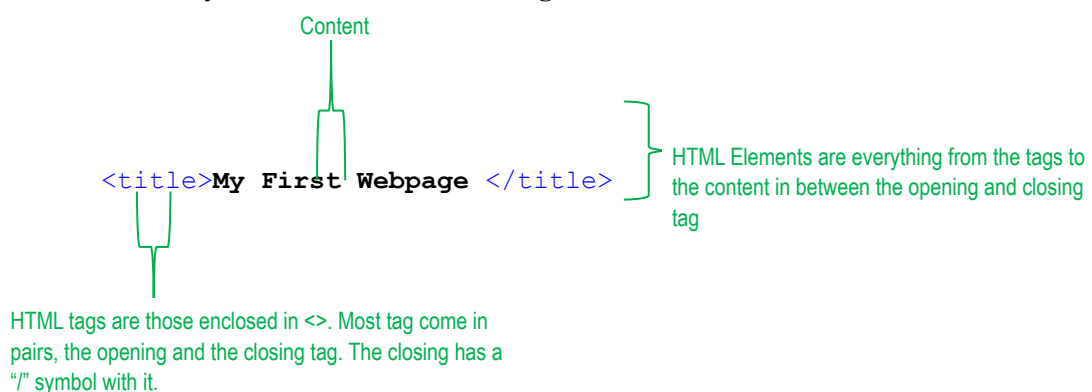 Content
<title>My First Webpage </title>
HTML Elements are everything from the tags to
the content in between the opening and closing
tag
HTML tags are those enclosed in <>. Most tag come in
pairs, the opening and the closing tag. The closing has a
“/” symbol with it.